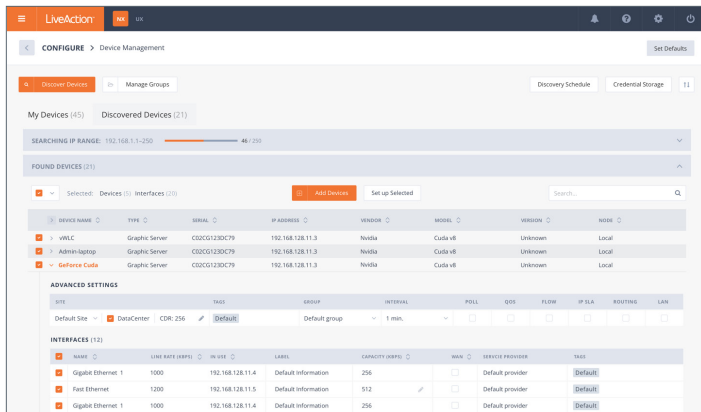 LiveAction NX UX
CONFIGURE > Device Management Set Defaults
Discover Devices Manage Groups Discovery Schedule Credential Storage
My Devices (45) Discovered Devices (21)
SEARCHING IP RANGE: 192.168.1.1–250 46 / 250
FOUND DEVICES (21)
Selected: Devices (5) Interfaces (20) Add Devices Set up Selected Search...
DEVICE NAME TYPE SERIAL IP ADDRESS VENDOR MODEL VERSION NODE
vWLC Graphic Server C02CG123DC79 192.168.128.11.3 Nvidia Cuda v8 Unknown Local
Admin-laptop Graphic Server C02CG123DC79 192.168.128.11.3 Nvidia Cuda v8 Unknown Local
GeForce Cuda Graphic Server C02CG123DC79 192.168.128.11.3 Nvidia Cuda v8 Unknown Local
ADVANCED SETTINGS
SITE TAGS GROUP INTERVAL POLL QOS FLOW IP SLA ROUTING LAN
Default Site DataCenter CDR: 256 Default Default group 1 min.
INTERFACES (12)
NAME LINE RATE (KBPS) IN USE LABEL CAPACITY (KBPS) WAN SERVCIE PROVIDER TAGS
Gigabit Ethernet 1 1000 192.168.128.11.4 Default Information 256 Default provider Default
Fast Ethernet 1200 192.168.128.11.5 Default Information 512 Default provider Default
Gigabit Ethernet 1 1000 192.168.128.11.4 Default Information 256 Default provider Default